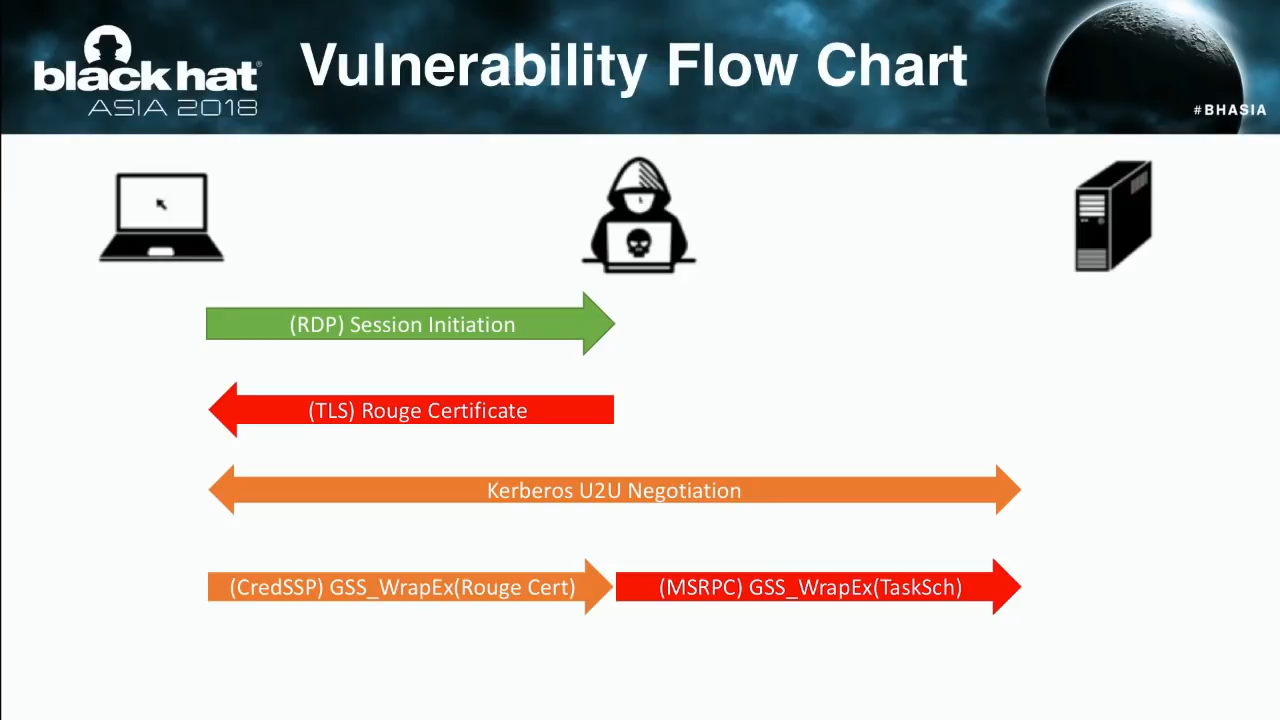 black hat
ASIA 2018
Vulnerability Flow Chart
#BHASIA
(RDP) Session Initiation
(TLS) Rouge Certificate
Kerberos U2U Negotiation
(CredSSP) GSS_WrapEx(Rouge Cert)
(MSRPC) GSS_WrapEx(TaskSch)